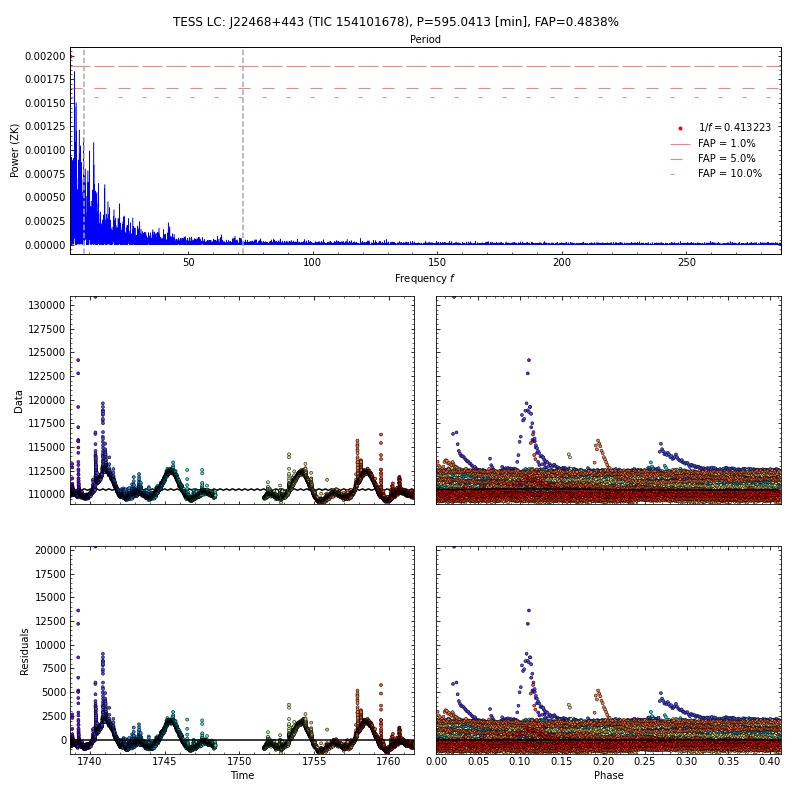 TESS LC: J22468+443 (TIC 154101678), P=595.0413 [min], FAP=0.4838%
Period
0.00200
0.00175
0.00150
0.00125
0.00100
0.00075
0.00050
0.00025
0.00000
Power (ZK)
1/f = 0.413223
FAP = 1.0%
FAP = 5.0%
FAP = 10.0%
50 100 150 200 250
Frequency f
130000
127500
125000
122500
120000
117500
115000
112500
110000
Data
20000
17500
15000
12500
10000
7500
5000
2500
0
Residuals
1740 1745 1750 1755 1760
Time
0.00 0.05 0.10 0.15 0.20 0.25 0.30 0.35 0.40
Phase